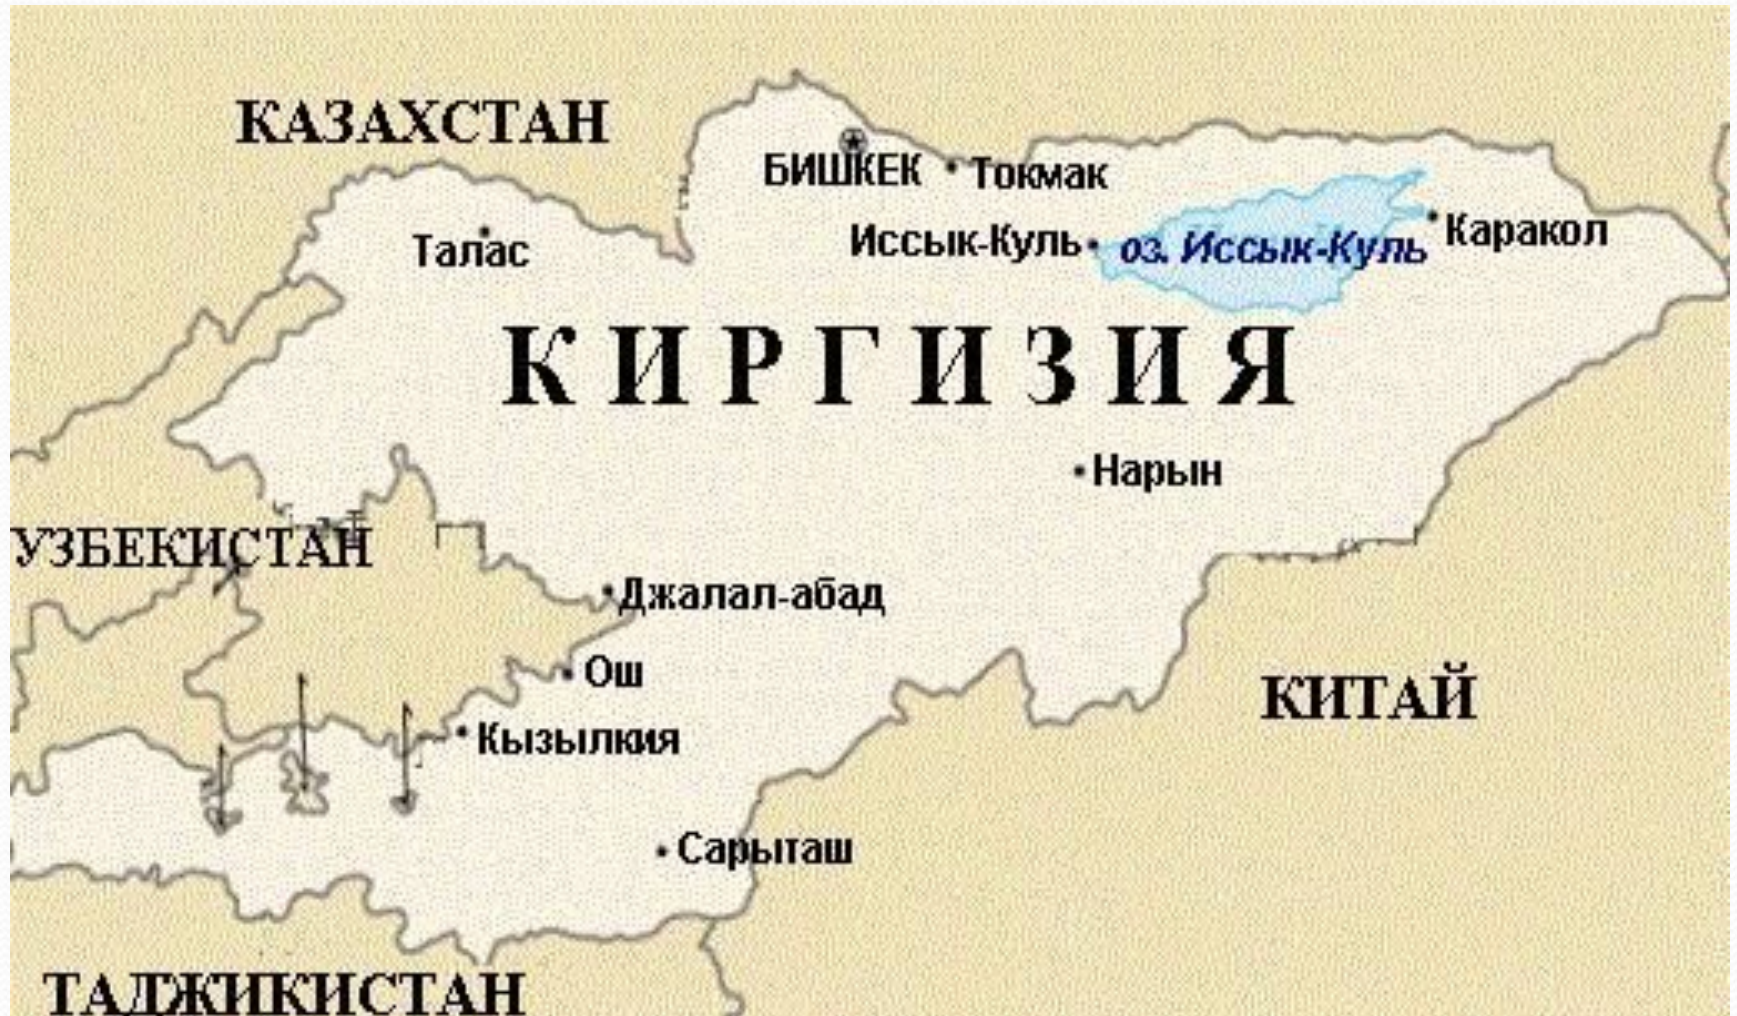 КАЗАХСТАН
БИШКЕК
Токмак
Талас
Иссык-Куль
оз. Иссык-Куль
Каракол
КИРГИЗИЯ
Нарын
УЗБЕКИСТАН
Джалал-абад
Ош
КИТАЙ
Кызылкия
Сарыташ
ТАДЖИКИСТАН